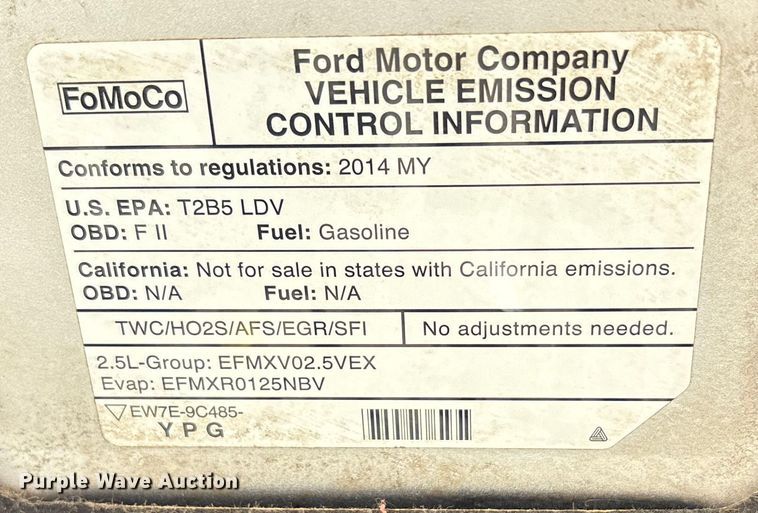 FoMoCo
Ford Motor Company
VEHICLE EMISSION
CONTROL INFORMATION
Conforms to regulations: 2014 MY
U.S. EPA: T2B5 LDV
OBD: F II Fuel: Gasoline
California: Not for sale in states with California emissions.
OBD: N/A Fuel: N/A
TWC/HO2S/AFS/EGR/SFI No adjustments needed.
2.5L-Group: EFMXV02.5VEX
Evap: EFMXR0125NBV
EW7E-9C485-
Y P G
Purple Wave Auction